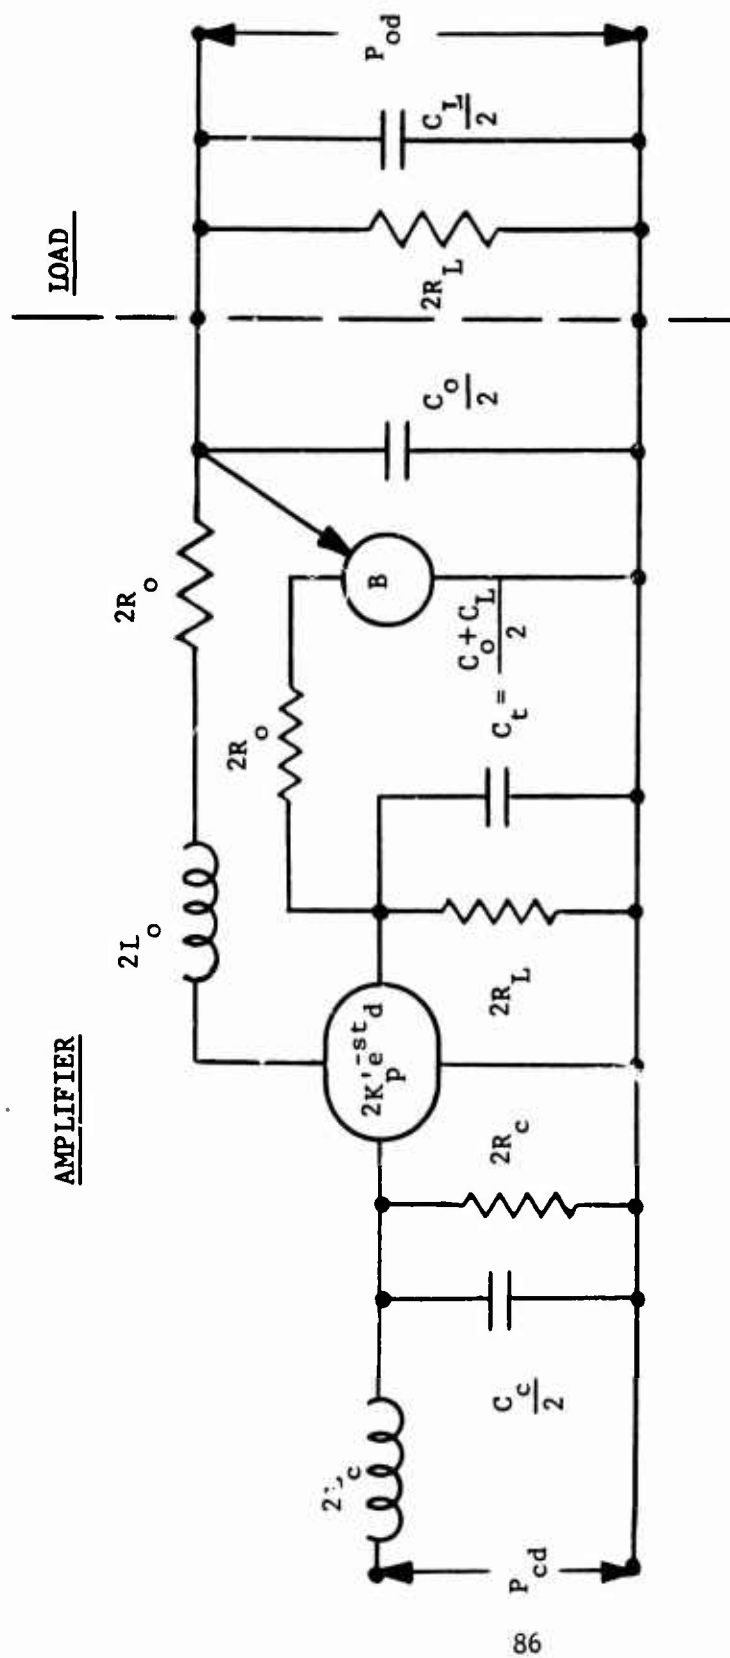 AMPLIFIER
LOAD
2L_o
2R_o
2R_o
B
C_o/2
2R_L
C_L/2
P_od
2K'_p e^{-st_d}
C_t = (C_o + C_L)/2
2R_L
2R_c
C_c/2
P_cd
86